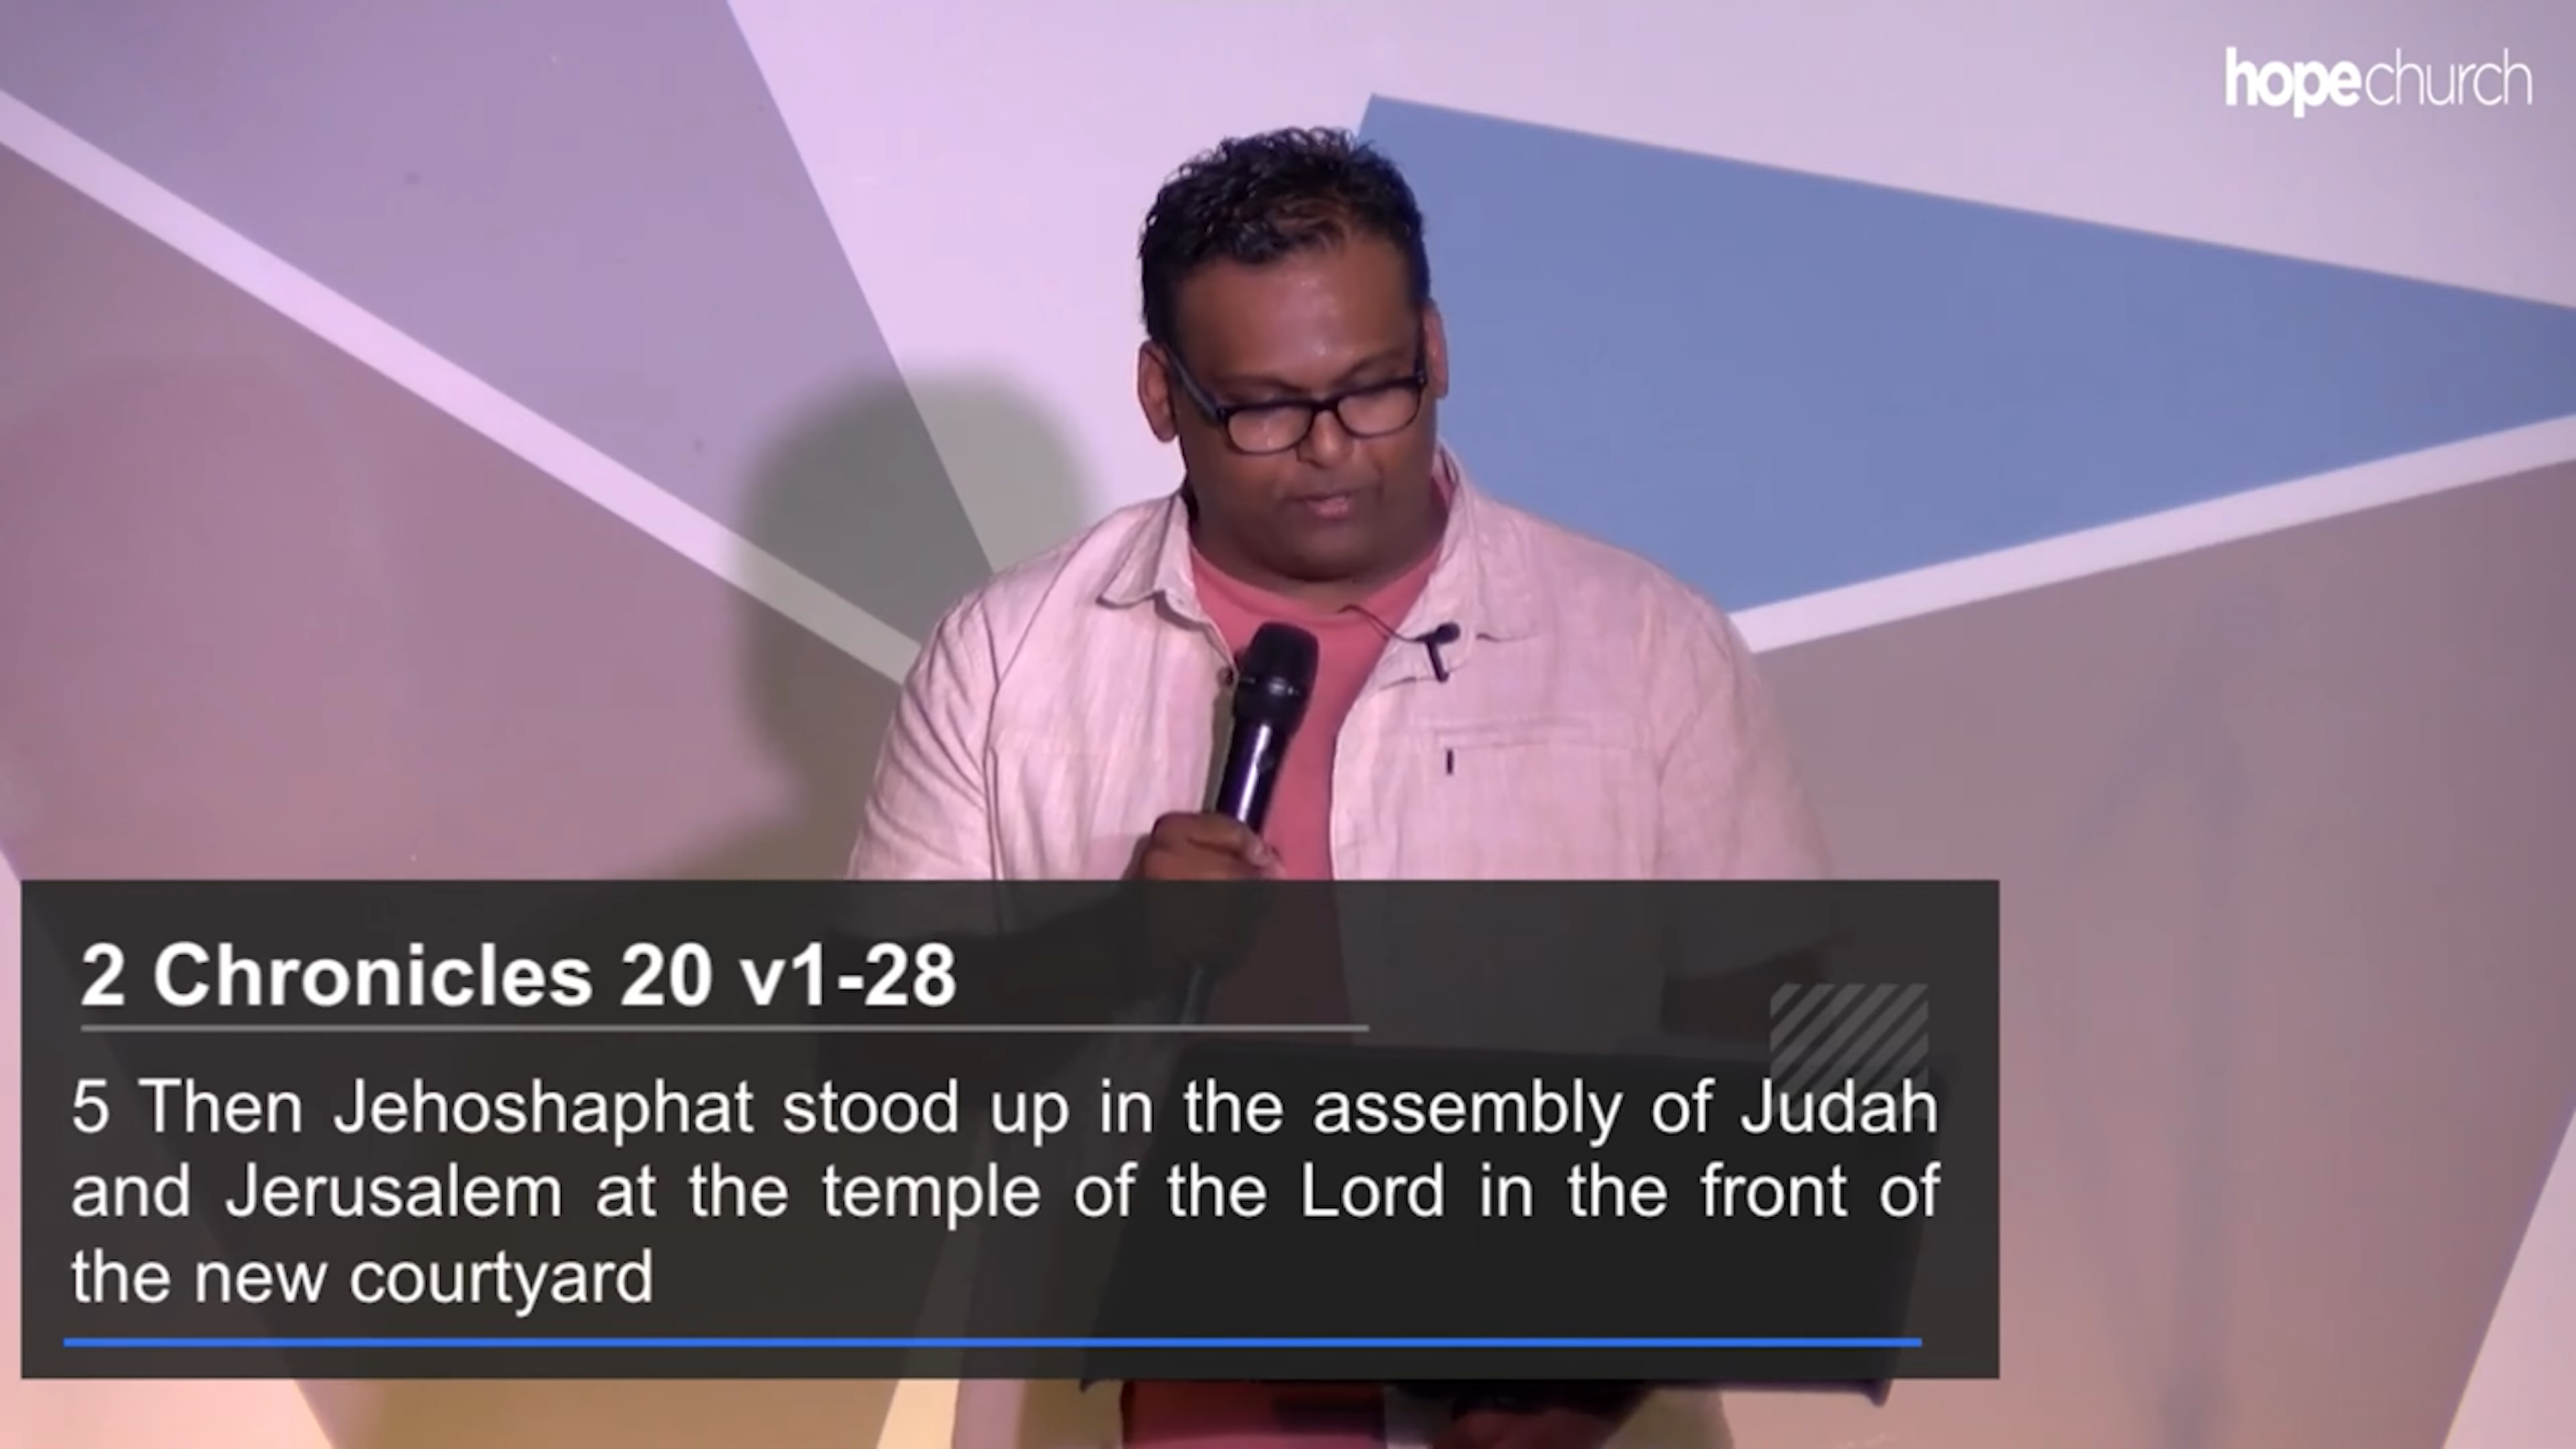 hopechurch
2 Chronicles 20 v1-28
5 Then Jehoshaphat stood up in the assembly of Judah
and Jerusalem at the temple of the Lord in the front of
the new courtyard